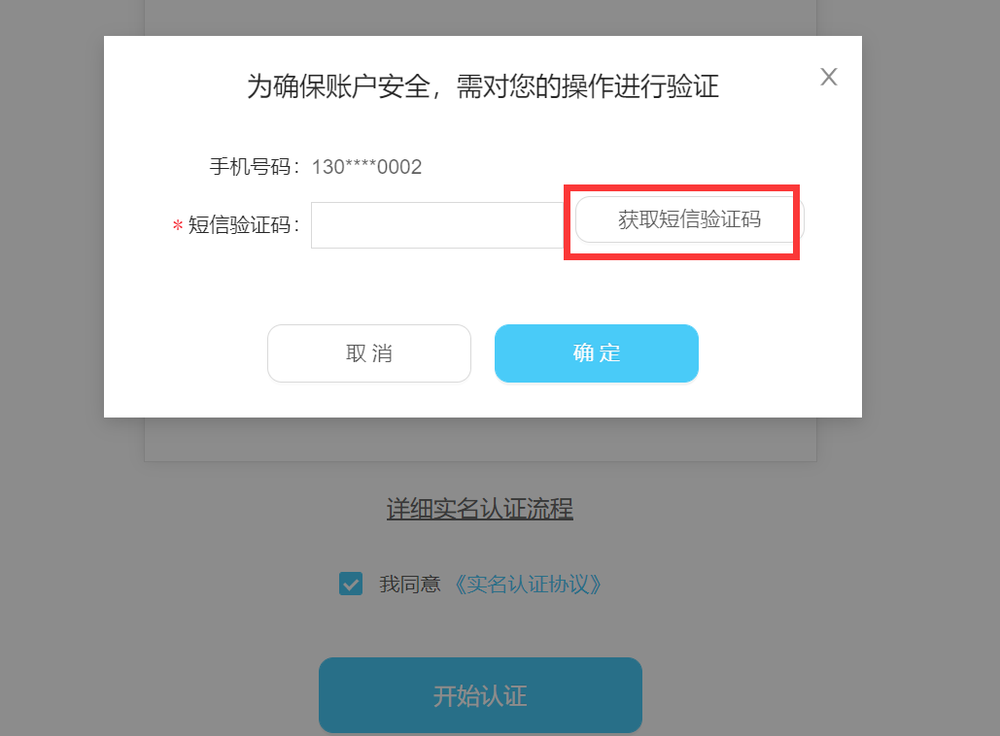 为确保账户安全，需对您的操作进行验证
X
手机号码：130****0002
* 短信验证码：
获取短信验证码
取 消 确 定
详细实名认证流程
我同意 《实名认证协议》
开始认证